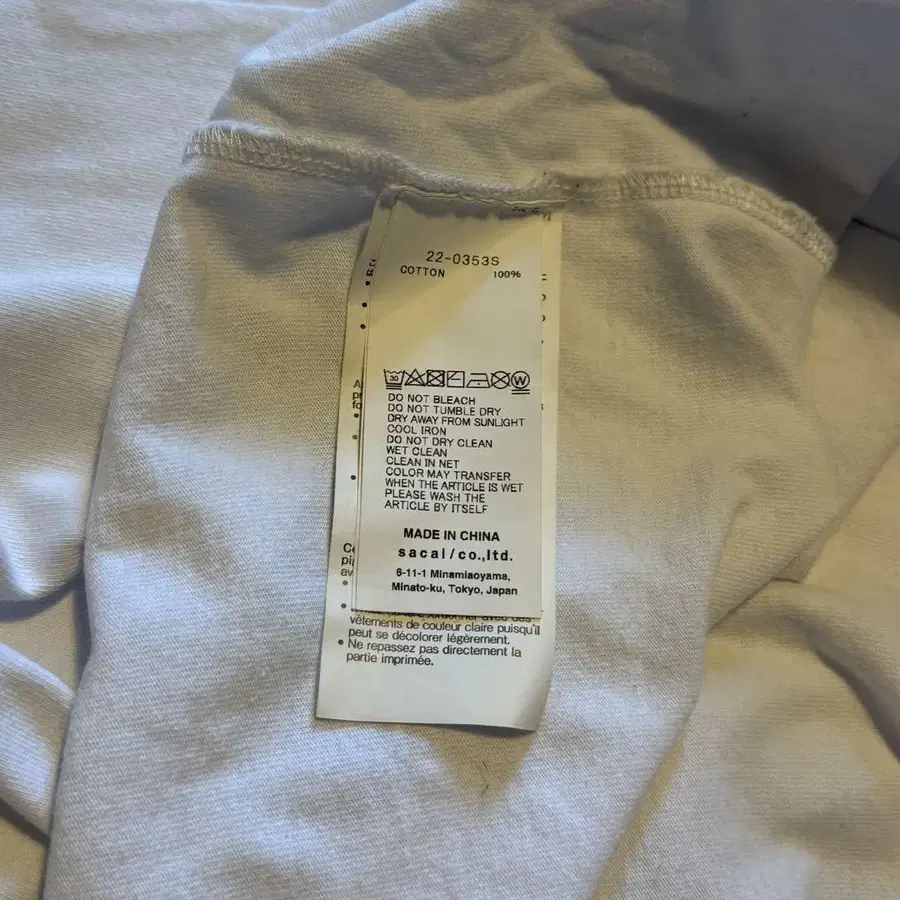 22-0353S
COTTON 100%
30
W
DO NOT BLEACH
DO NOT TUMBLE DRY
DRY AWAY FROM SUNLIGHT
COOL IRON
DO NOT DRY CLEAN
WET CLEAN
CLEAN IN NET
COLOR MAY TRANSFER
WHEN THE ARTICLE IS WET
PLEASE WASH THE
ARTICLE BY ITSELF
MADE IN CHINA
sacai/co.,ltd.
6-11-1 Minamiaoyama,
Minato-ku, Tokyo, Japan
vêtements de couleur claire puisqu'il
peut se décolorer légèrement.
• Ne repassez pas directement la
partie imprimée.